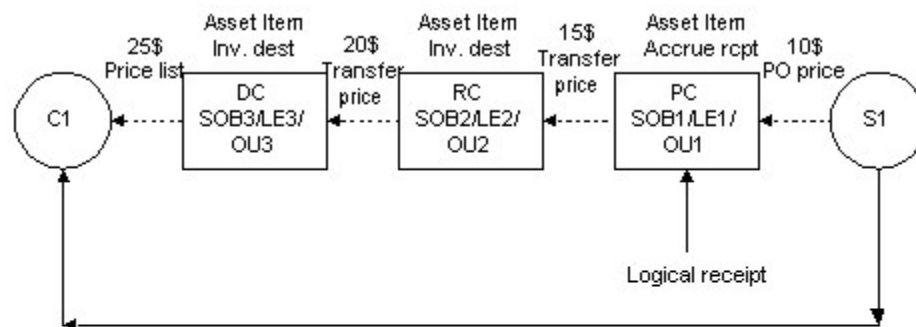 25$
Price list
Asset Item
Inv. dest
20$
Transfer
price
Asset Item
Inv. dest
15$
Transfer
price
Asset Item
Accrue rcpt
10$
PO price
C1
DC
SOB3/LE3/
OU3
RC
SOB2/LE2/
OU2
PC
SOB1/LE1/
OU1
S1
Logical receipt